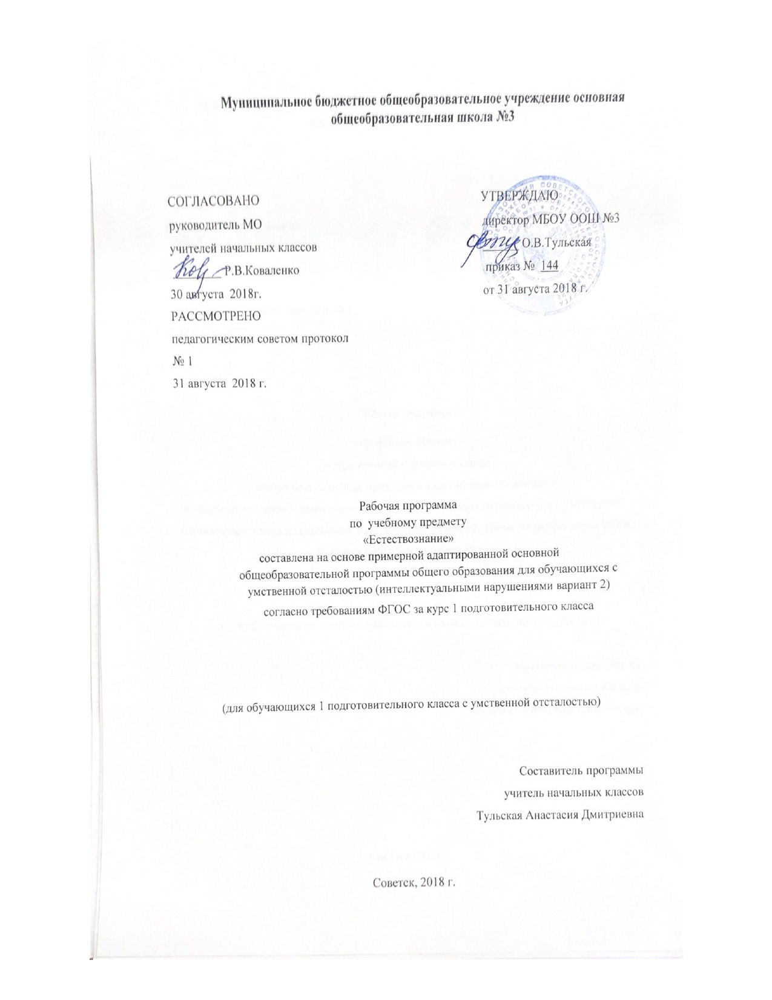 Муниципальное бюджетное общеобразовательное учреждение основная
общеобразовательная школа №3
СОГЛАСОВАНО
руководитель МО
учителей начальных классов
Р.В.Коваленко
30 августа 2018г.
РАССМОТРЕНО
педагогическим советом протокол
№ 1
31 августа 2018 г.
УТВЕРЖДАЮ
директор МБОУ ООШ №3
О.В.Тульская
приказ № 144
от 31 августа 2018 г.
Рабочая программа
по учебному предмету
«Естествознание»
составлена на основе примерной адаптированной основной
общеобразовательной программы общего образования для обучающихся с
умственной отсталостью (интеллектуальными нарушениями вариант 2)
согласно требованиям ФГОС за курс 1 подготовительного класса
(для обучающихся 1 подготовительного класса с умственной отсталостью)
Составитель программы
учитель начальных классов
Тульская Анастасия Дмитриевна
Советск, 2018 г.